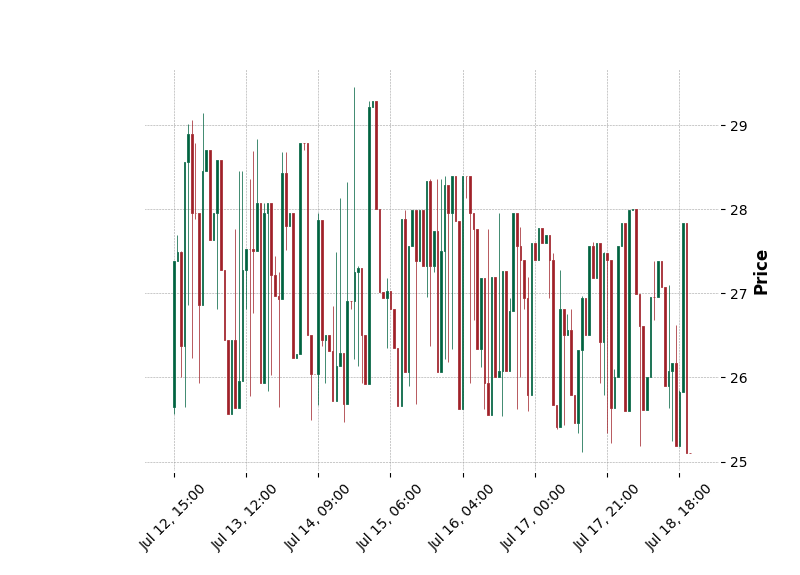 29
28
27
26
25
Price
Jul 12, 15:00
Jul 13, 12:00
Jul 14, 09:00
Jul 15, 06:00
Jul 16, 04:00
Jul 17, 00:00
Jul 17, 21:00
Jul 18, 18:00